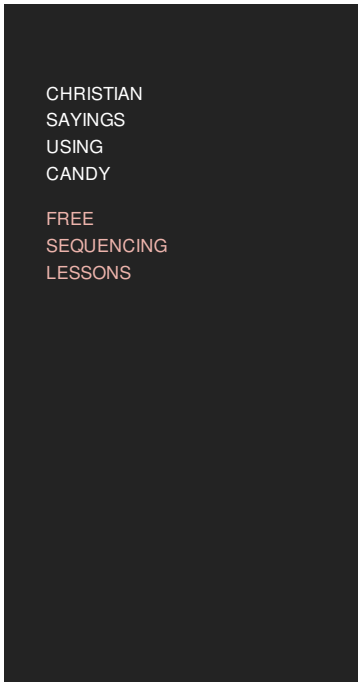 CHRISTIAN
SAYINGS
USING
CANDY
FREE
SEQUENCING
LESSONS